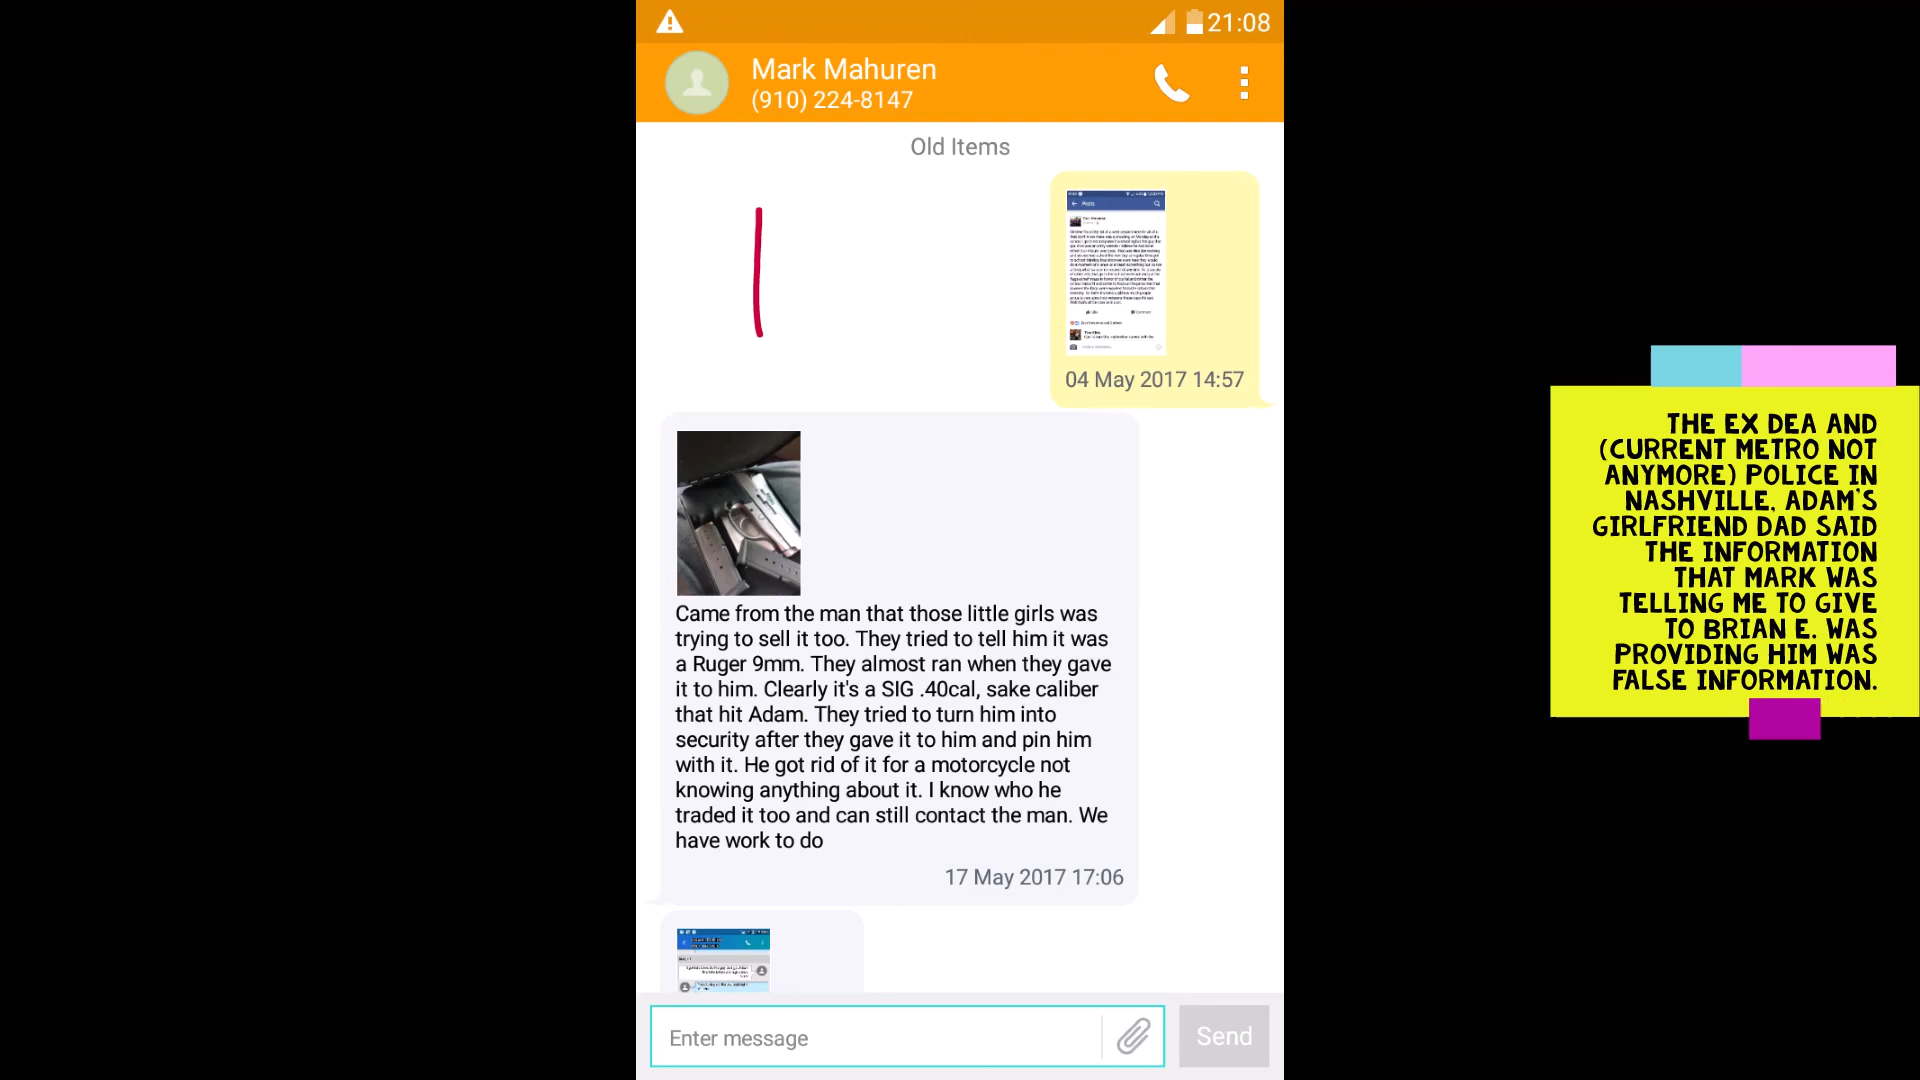 21:08
Mark Mahuren
(910) 224-8147
Old Items
Posts
04 May 2017 14:57
Came from the man that those little girls was
trying to sell it too. They tried to tell him it was
a Ruger 9mm. They almost ran when they gave
it to him. Clearly it's a SIG .40cal, sake caliber
that hit Adam. They tried to turn him into
security after they gave it to him and pin him
with it. He got rid of it for a motorcycle not
knowing anything about it. I know who he
traded it too and can still contact the man. We
have work to do
17 May 2017 17:06
Enter message
Send
THE EX DEA AND
(CURRENT METRO NOT
ANYMORE) POLICE IN
NASHVILLE, ADAM'S
GIRLFRIEND DAD SAID
THE INFORMATION
THAT MARK WAS
TELLING ME TO GIVE
TO BRIAN E. WAS
PROVIDING HIM WAS
FALSE INFORMATION.